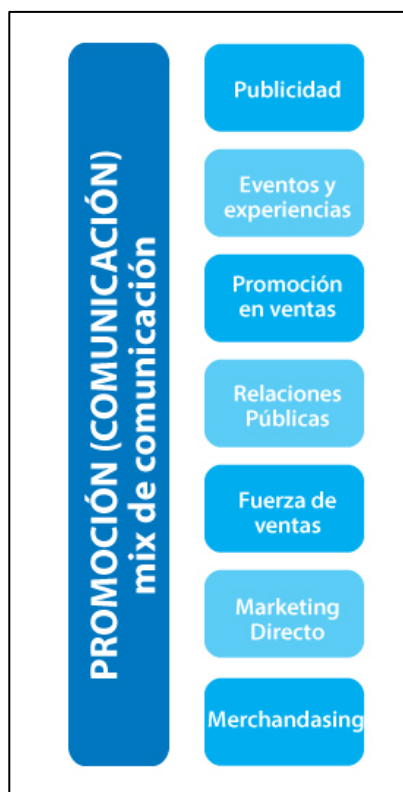 PROMOCIÓN (COMUNICACIÓN)
mix de comunicación
Publicidad
Eventos y
experiencias
Promoción
en ventas
Relaciones
Públicas
Fuerza de
ventas
Marketing
Directo
Merchandasing